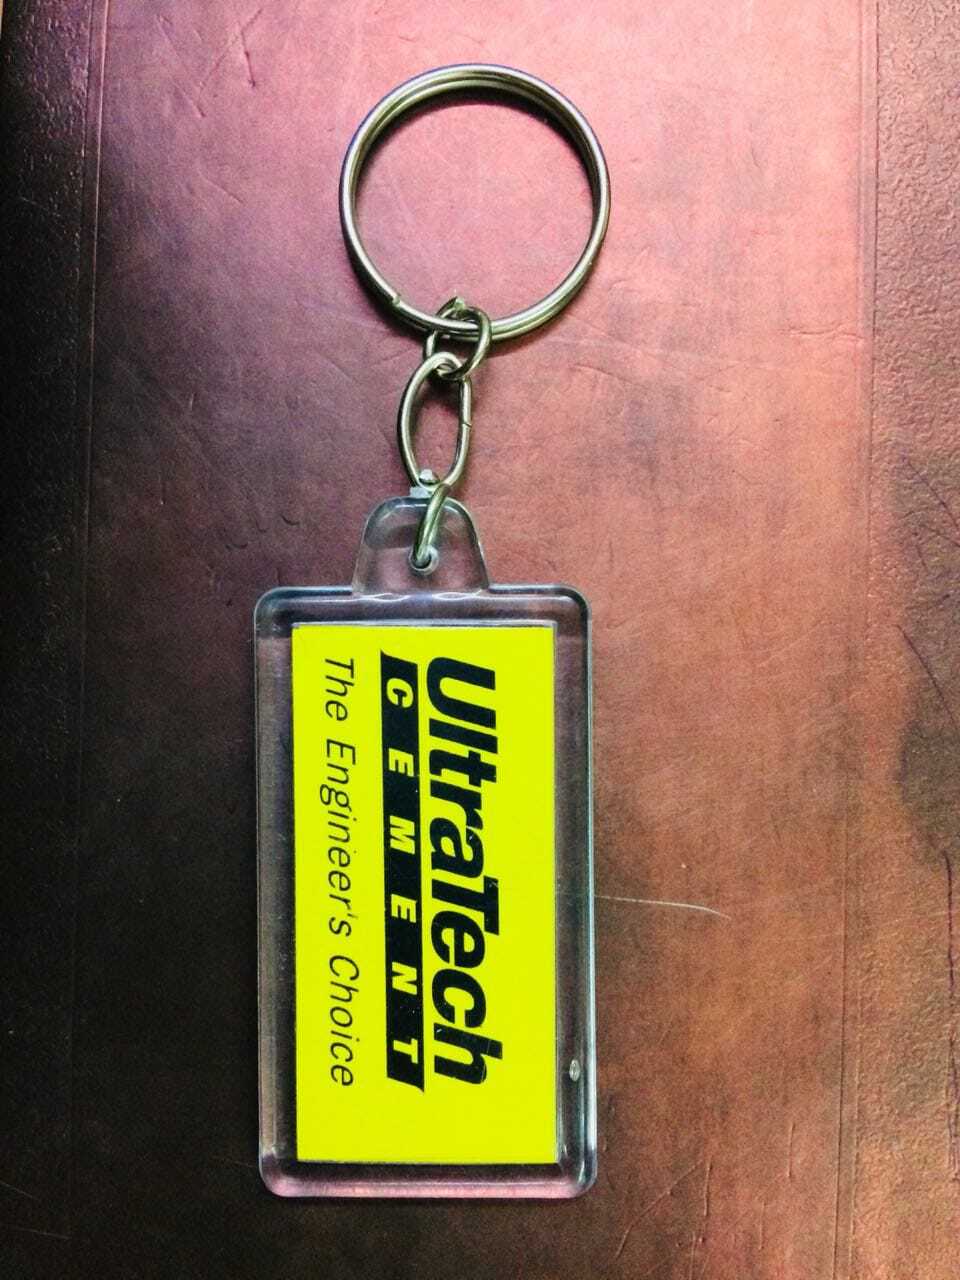 UltraTech
CEMENT
The Engineer's Choice